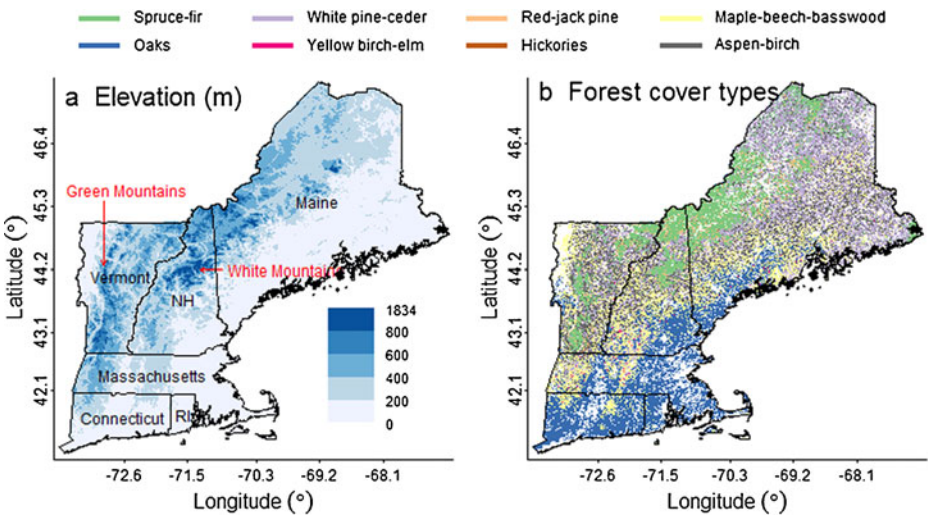 Spruce-fir White pine-ceder Red-jack pine Maple-beech-basswood
Oaks Yellow birch-elm Hickories Aspen-birch
a Elevation (m)
46.4
45.3
44.2
43.1
42.1
Latitude (°)
Green Mountains
Maine
Vermont
White Mountains
NH
Massachusetts
Connecticut
RI
1834
800
600
400
200
0
-72.6 -71.5 -70.3 -69.2 -68.1
Longitude (°)
b Forest cover types
46.4
45.3
44.2
43.1
42.1
Latitude (°)
-72.6 -71.5 -70.3 -69.2 -68.1
Longitude (°)